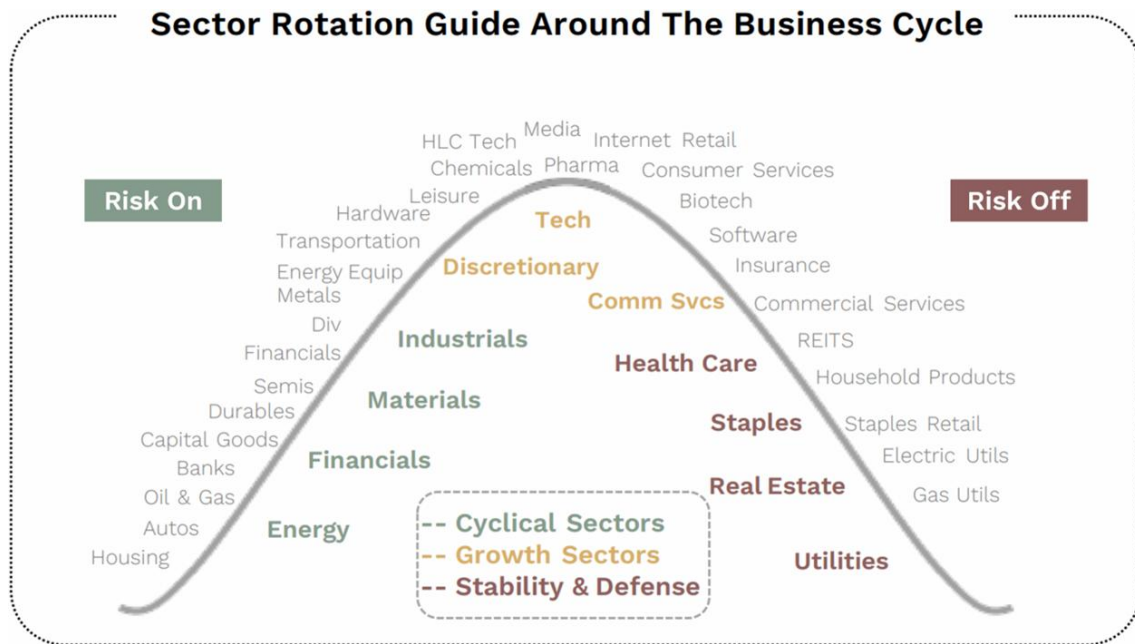 Sector Rotation Guide Around The Business Cycle
Risk On
Risk Off
Housing
Autos
Oil & Gas
Banks
Capital Goods
Durables
Semis
Div
Financials
Metals
Energy Equip
Transportation
Hardware
Leisure
Chemicals
HLC Tech
Media
Pharma
Internet Retail
Consumer Services
Biotech
Software
Insurance
Commercial Services
REITS
Household Products
Staples Retail
Electric Utils
Gas Utils
Energy
Financials
Materials
Industrials
Discretionary
Tech
Comm Svcs
Health Care
Staples
Real Estate
Utilities
-- Cyclical Sectors
-- Growth Sectors
-- Stability & Defense